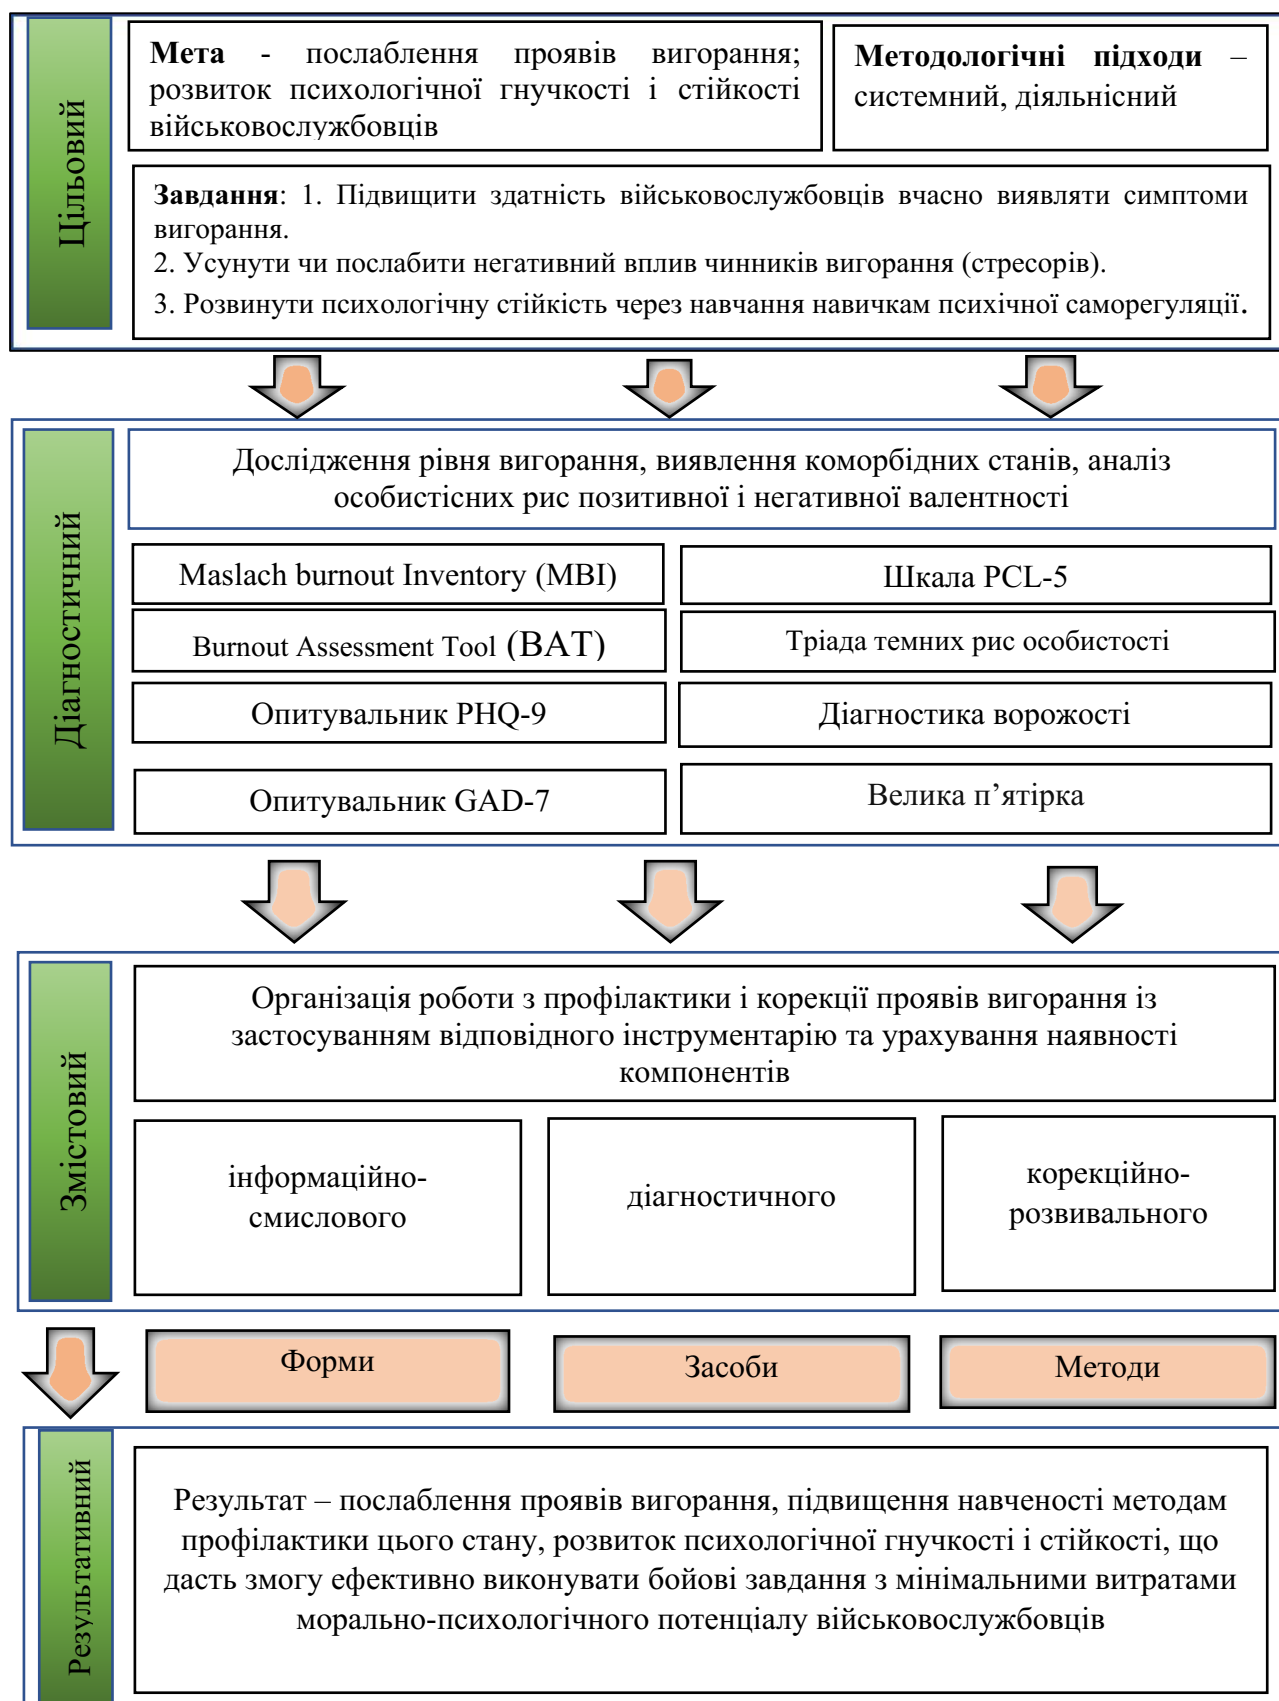 Цільовий
Мета - послаблення проявів вигорання;
розвиток психологічної гнучкості і стійкості
військовослужбовців
Методологічні підходи –
системний, діяльнісний
Завдання: 1. Підвищити здатність військовослужбовців вчасно виявляти симптоми
вигорання.
2. Усунути чи послабити негативний вплив чинників вигорання (стресорів).
3. Розвинути психологічну стійкість через навчання навичкам психічної саморегуляції.
Діагностичний
Дослідження рівня вигорання, виявлення коморбідних станів, аналіз
особистісних рис позитивної і негативної валентності
Maslach burnout Inventory (MBI)
Шкала PCL-5
Burnout Assessment Tool (BAT)
Тріада темних рис особистості
Опитувальник PHQ-9
Діагностика ворожості
Опитувальник GAD-7
Велика п’ятірка
Змістовий
Організація роботи з профілактики і корекції проявів вигорання із
застосуванням відповідного інструментарію та урахування наявності
компонентів
інформаційно-
смислового
діагностичного
корекційно-
розвивального
Форми
Засоби
Методи
Результативний
Результат – послаблення проявів вигорання, підвищення навченості методам
профілактики цього стану, розвиток психологічної гнучкості і стійкості, що
дасть змогу ефективно виконувати бойові завдання з мінімальними витратами
морально-психологічного потенціалу військовослужбовців